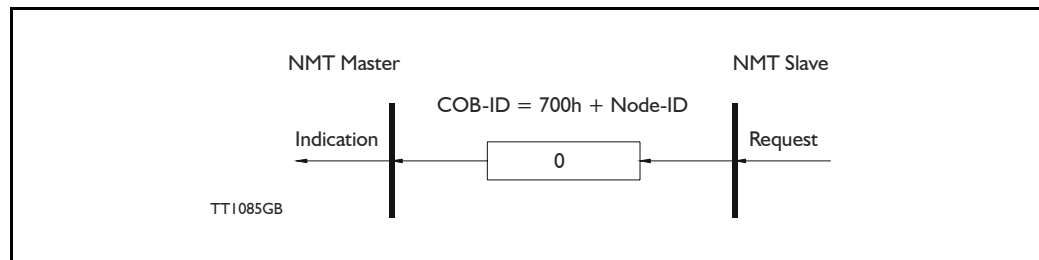 NMT Master NMT Slave
COB-ID = 700h + Node-ID
Indication 0 Request
TT1085GB